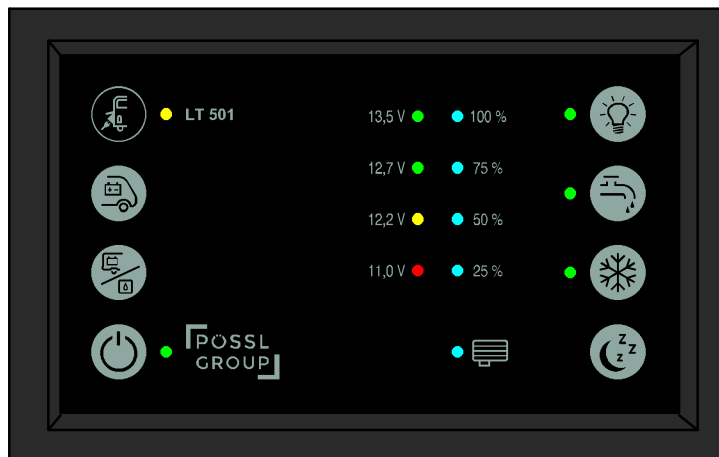 LT 501
13,5 V 100 %
12,7 V 75 %
12,2 V 50 %
11,0 V 25 %
PÖSSL
GROUP
z z z